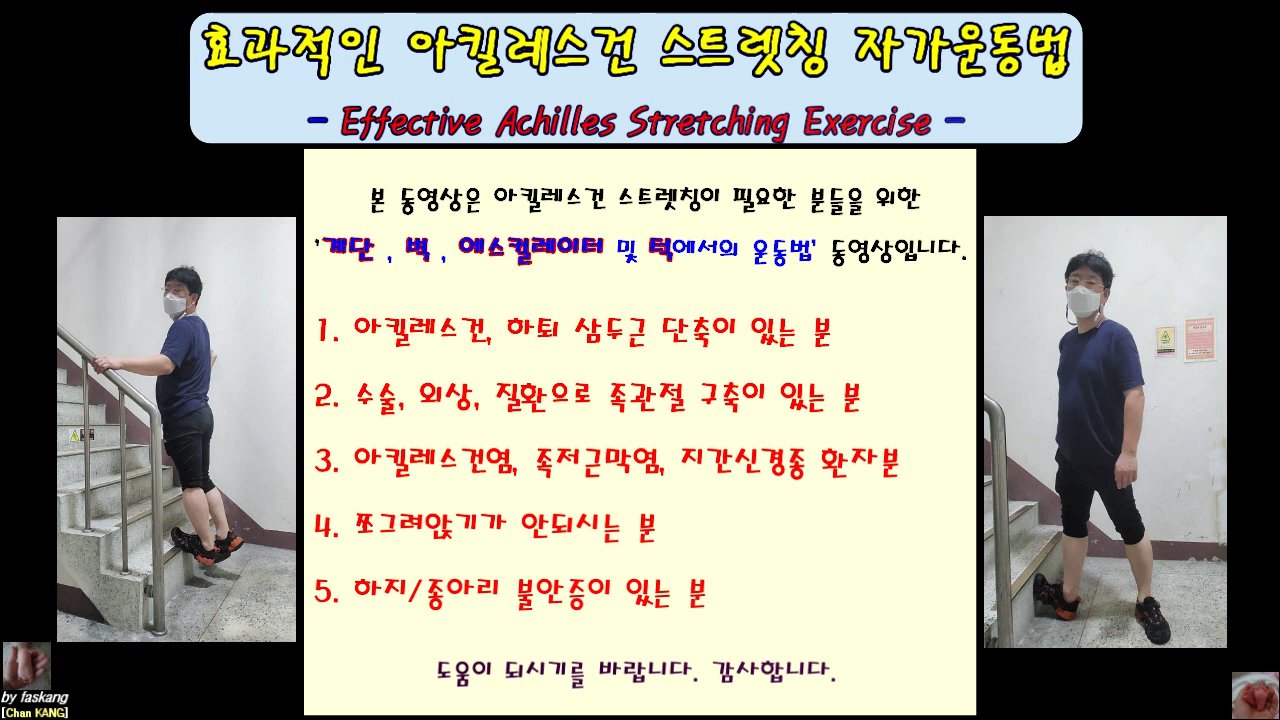 효과적인 아킬레스건 스트렛칭 자가운동법
- Effective Achilles Stretching Exercise -
본 동영상은 아킬레스건 스트렛칭이 필요한 분들을 위한
'계단 , 벽 , 에스컬레이터 및 턱에서의 운동법' 동영상입니다.
1. 아킬레스건, 하퇴 삼두근 단축이 있는 분
2. 수술, 외상, 질환으로 족관절 구축이 있는 분
3. 아킬레스건염, 족저근막염, 지간신경종 환자분
4. 쪼그려앉기가 안되시는 분
5. 하지/종아리 불안증이 있는 분
도움이 되시기를 바랍니다. 감사합니다.
by faskang
[Chan KANG]